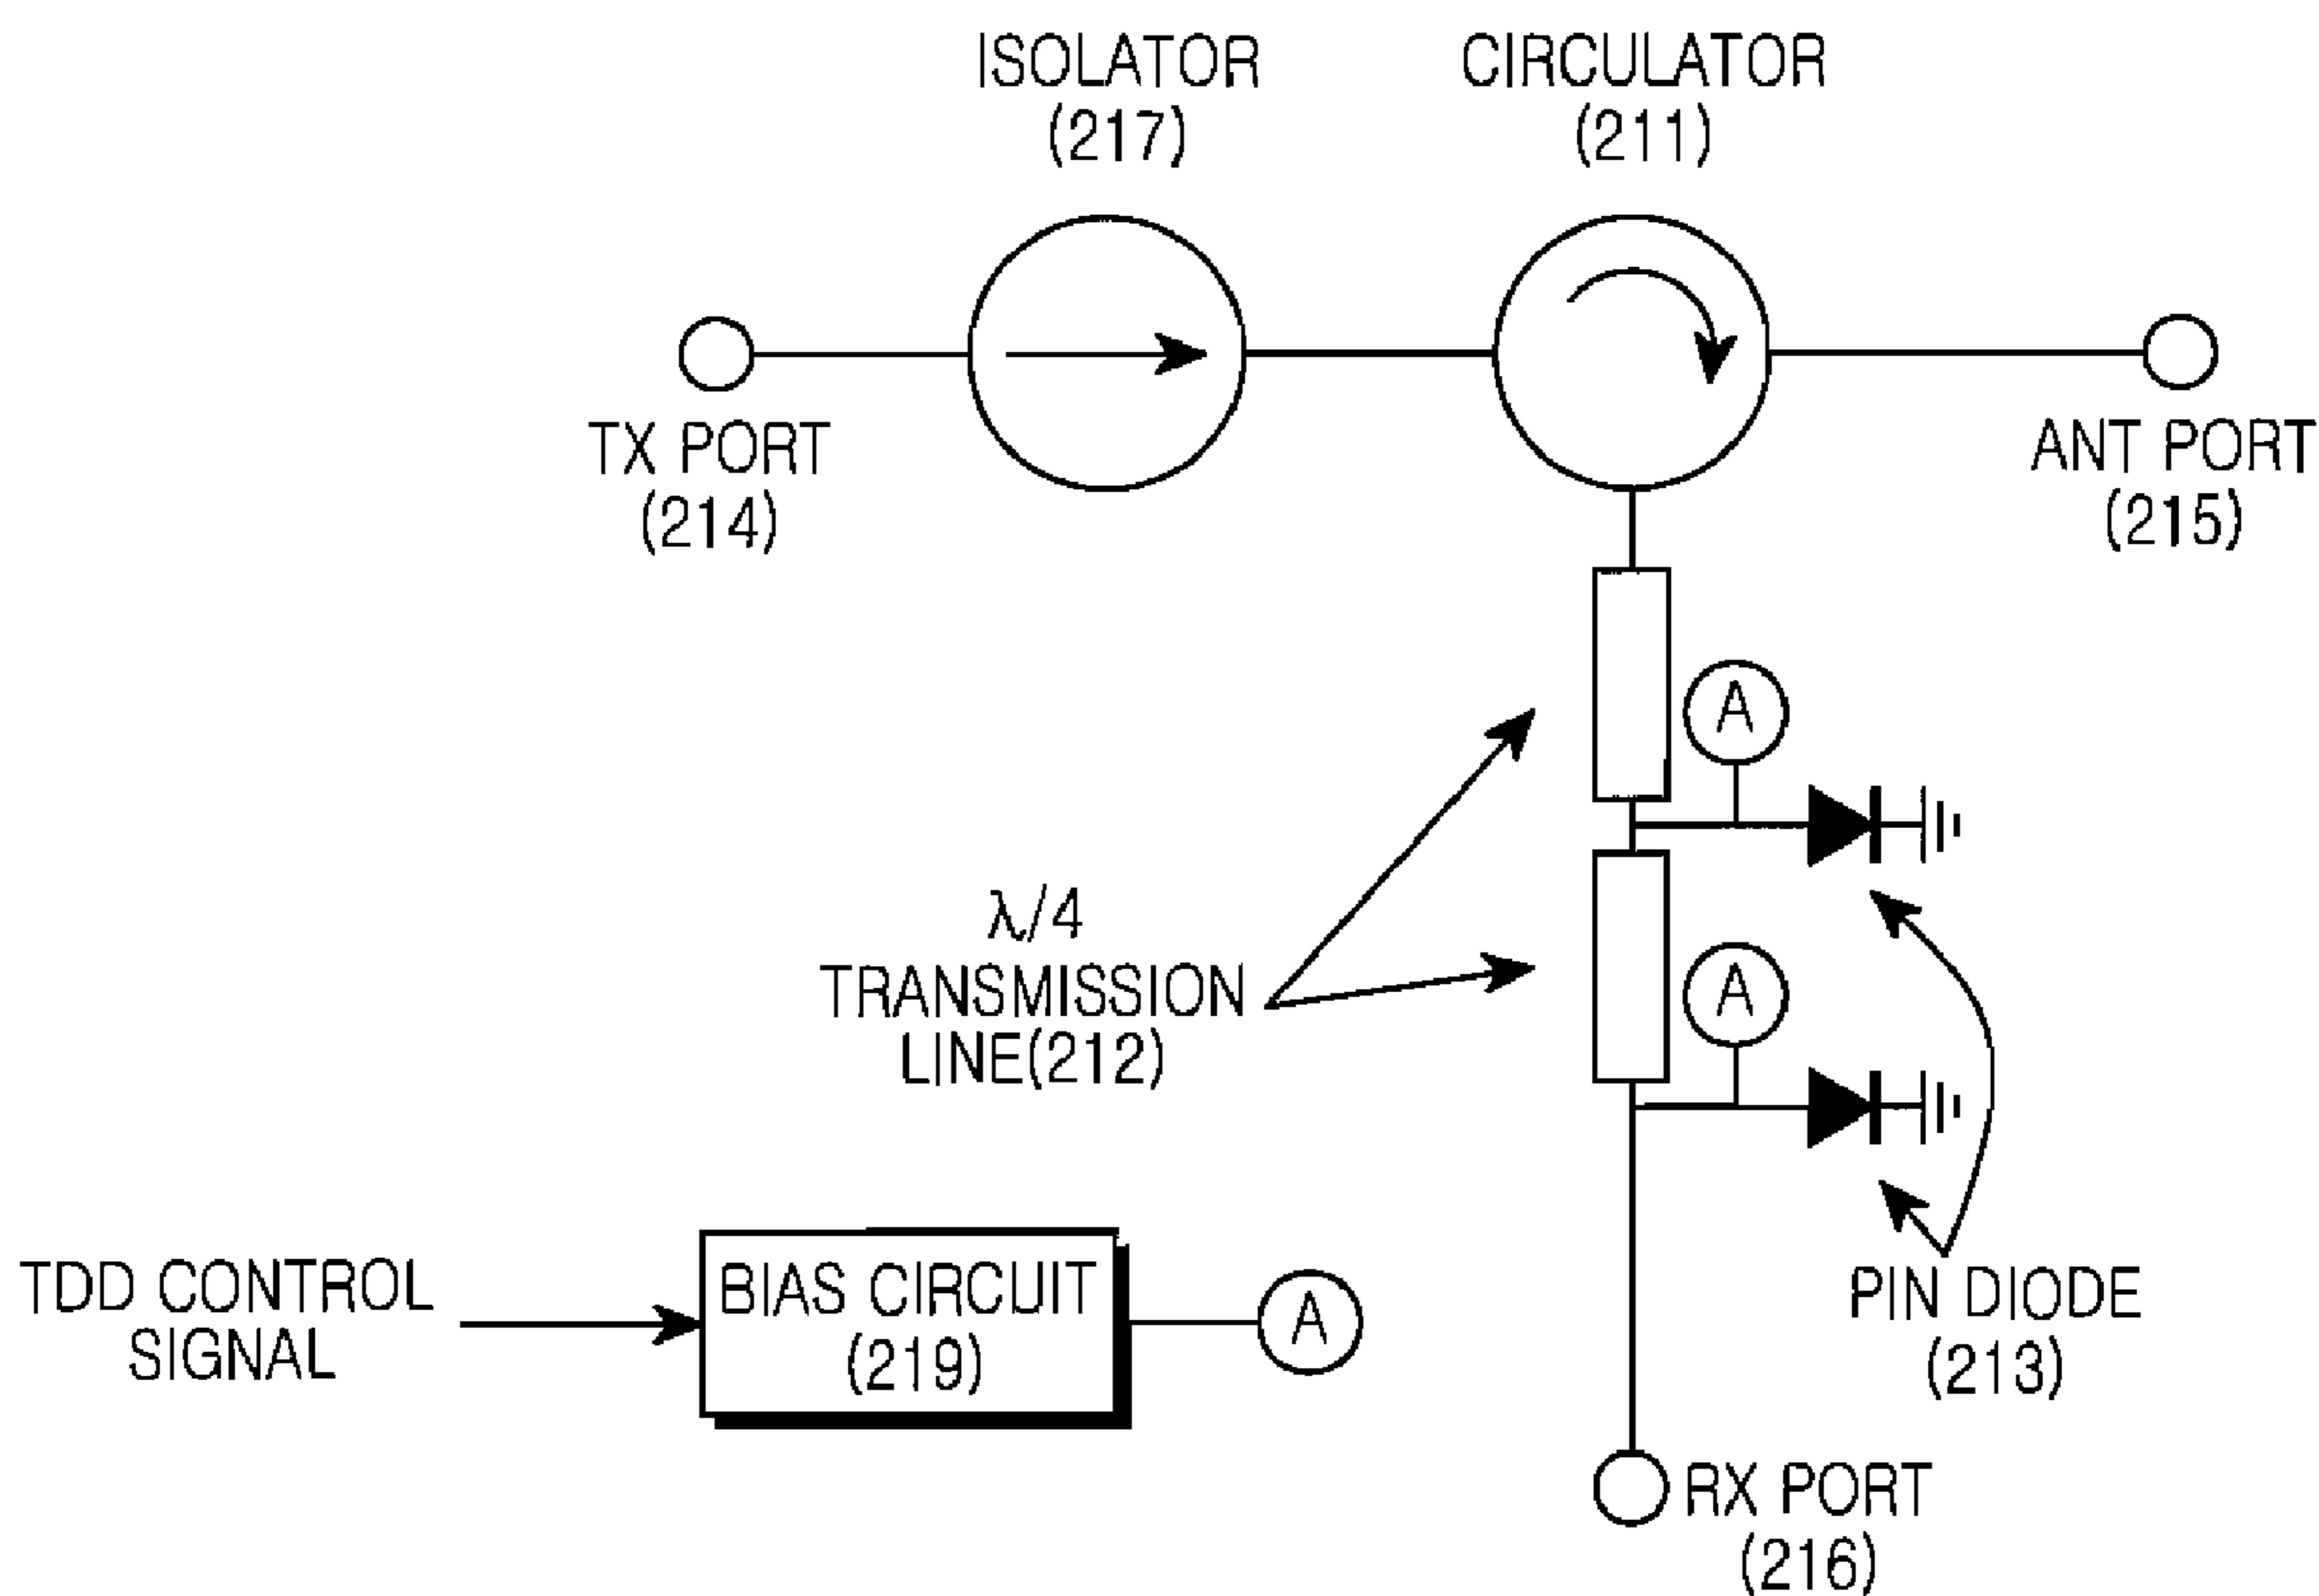 ISOLATOR
(217)
CIRCULATOR
(211)
TX PORT
(214)
ANT PORT
(215)
A
λ/4
TRANSMISSION
LINE(212)
A
TDD CONTROL
SIGNAL
BIAS CIRCUIT
(219)
A
PIN DIODE
(213)
RX PORT
(216)